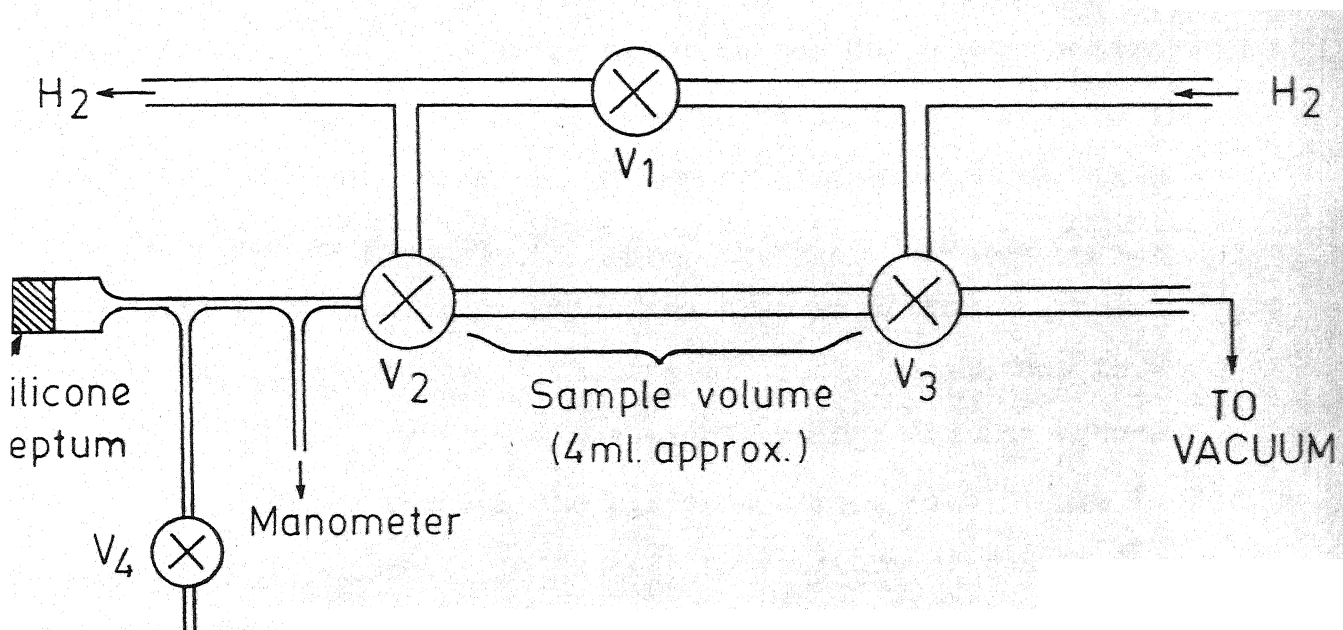 H2
H2
V1
V2
V3
ilicone
eptum
Sample volume
(4ml. approx.)
TO
VACUUM
Manometer
V4